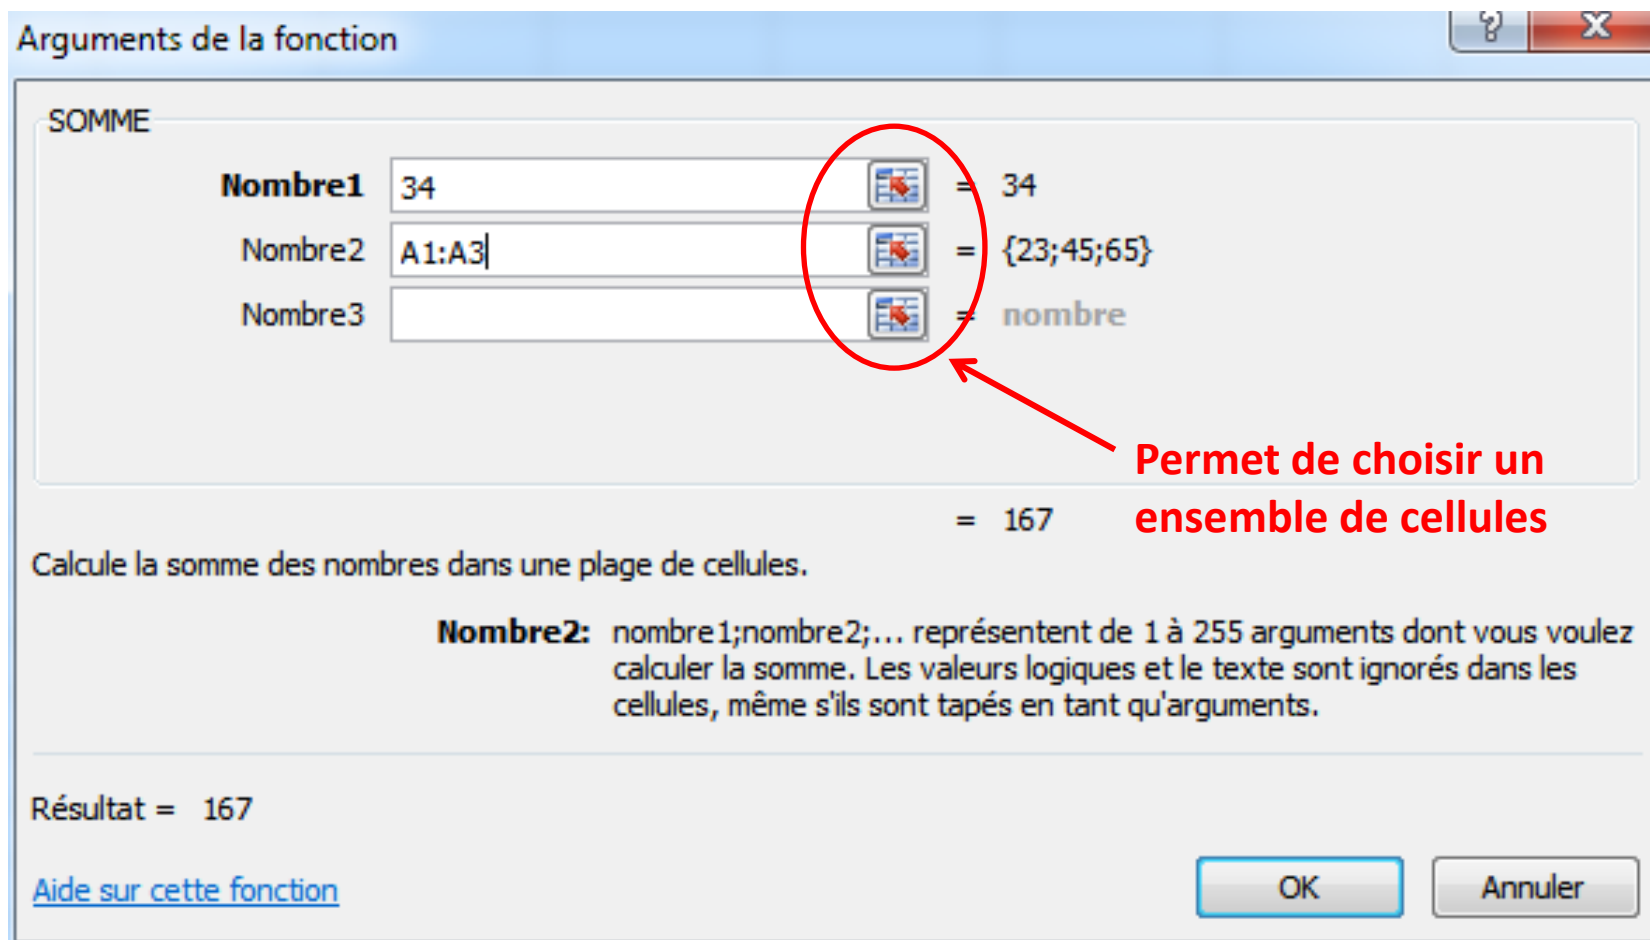 Arguments de la fonction
SOMME
Nombre1 34 = 34
Nombre2 A1:A3 = {23;45;65}
Nombre3 = nombre
Permet de choisir un
ensemble de cellules
= 167
Calcule la somme des nombres dans une plage de cellules.
Nombre2: nombre1;nombre2;... représentent de 1 à 255 arguments dont vous voulez
calculer la somme. Les valeurs logiques et le texte sont ignorés dans les
cellules, même s'ils sont tapés en tant qu'arguments.
Résultat = 167
Aide sur cette fonction
OK
Annuler